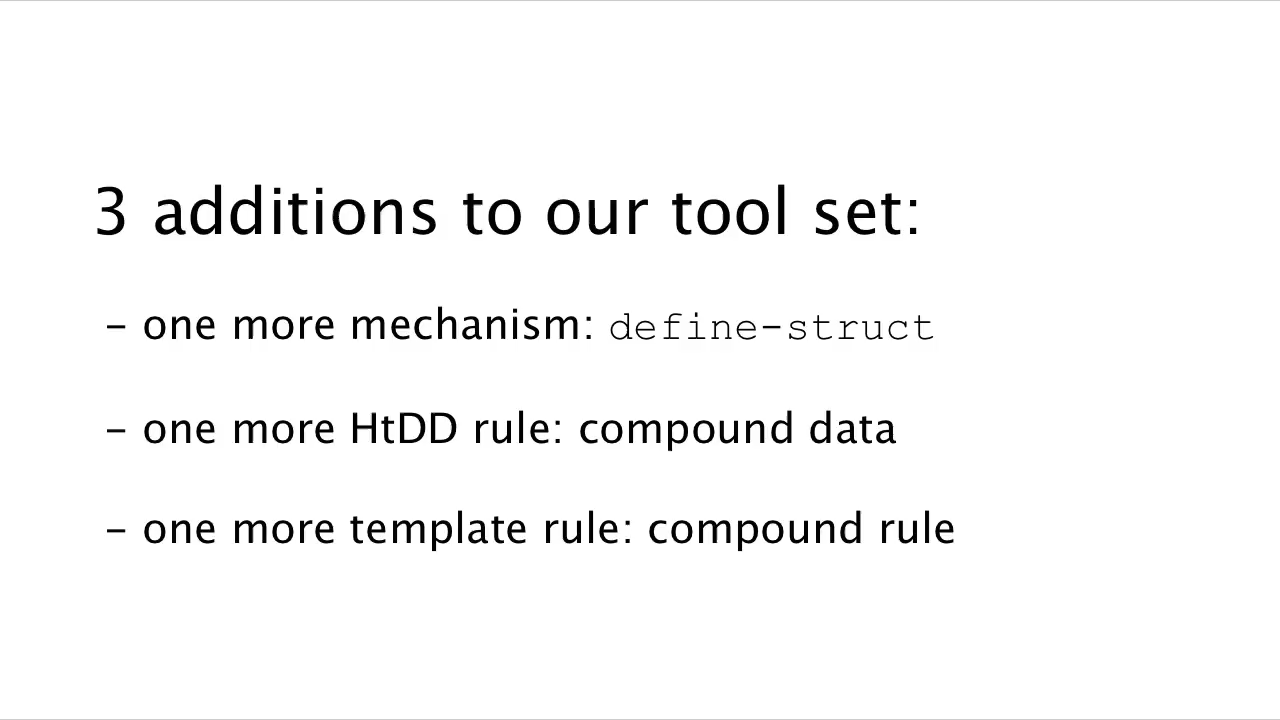 3 additions to our tool set:
– one more mechanism: define-struct
– one more HtDD rule: compound data
– one more template rule: compound rule